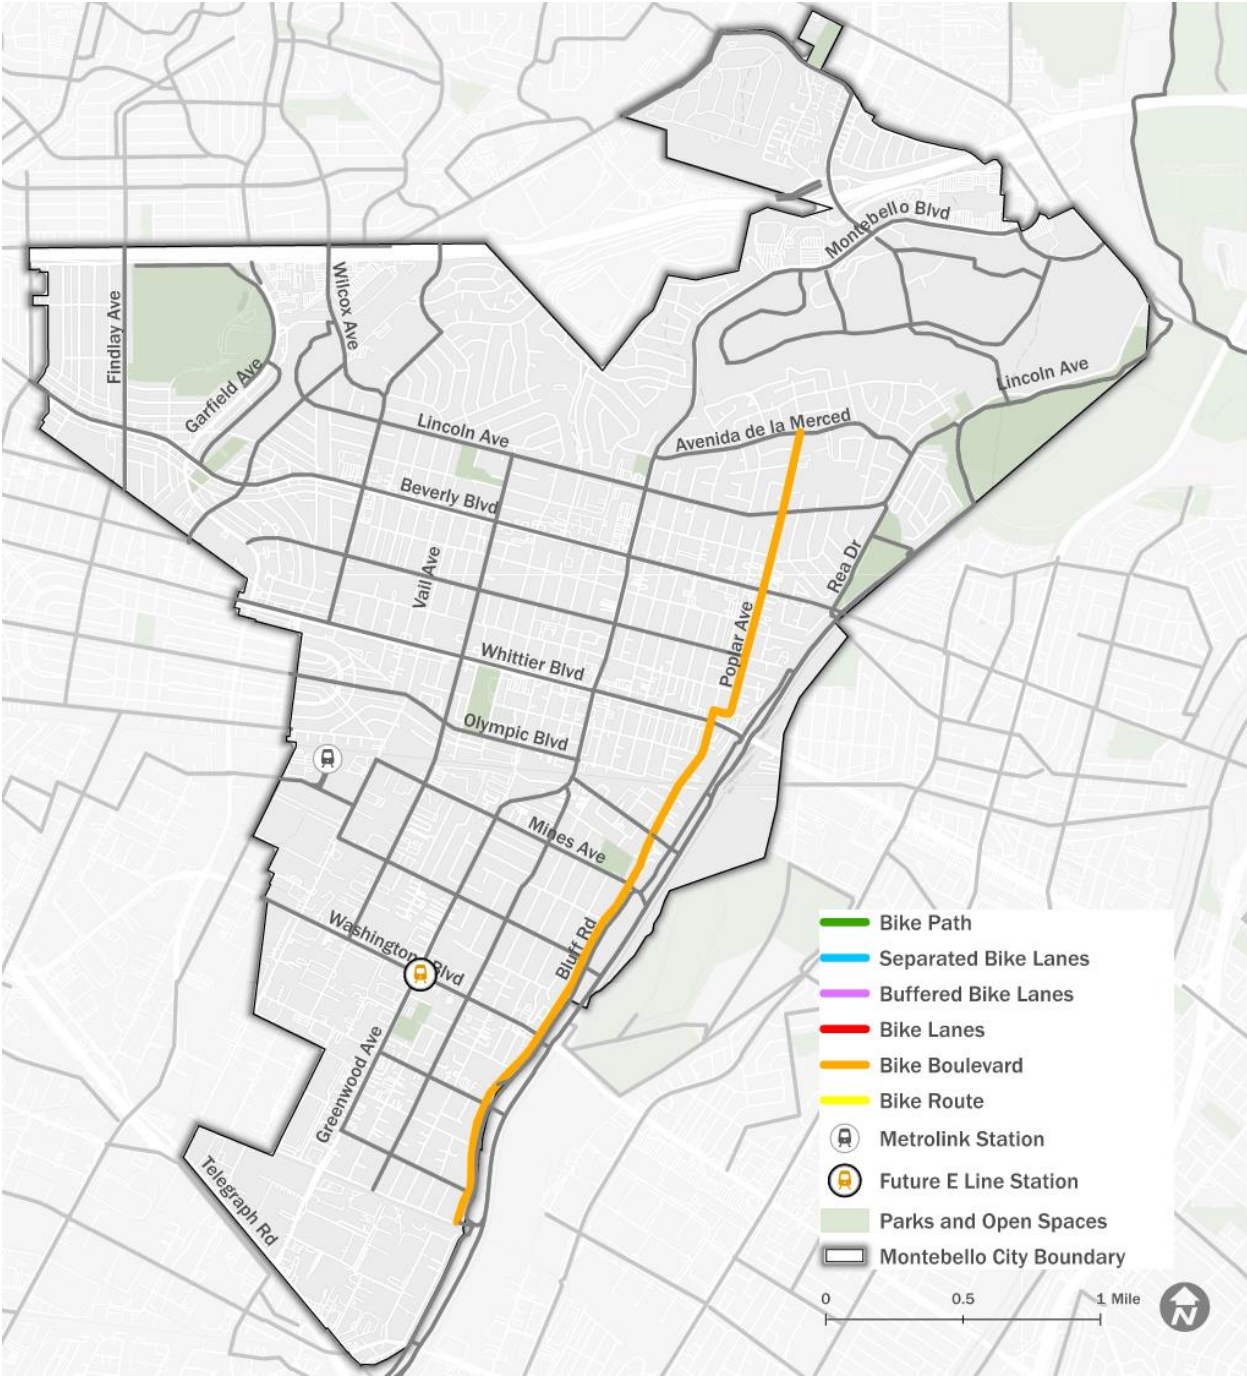 Montebello Blvd
Findlay Ave
Wilcox Ave
Garfield Ave
Lincoln Ave
Lincoln Ave
Avenida de la Merced
Beverly Blvd
Vail Ave
Rea Dr
Poplar Ave
Whittier Blvd
Olympic Blvd
Mines Ave
Washington Blvd
Bluff Rd
Greenwood Ave
Telegraph Rd
Bike Path
Separated Bike Lanes
Buffered Bike Lanes
Bike Lanes
Bike Boulevard
Bike Route
Metrolink Station
Future E Line Station
Parks and Open Spaces
Montebello City Boundary
0 0.5 1 Mile
N